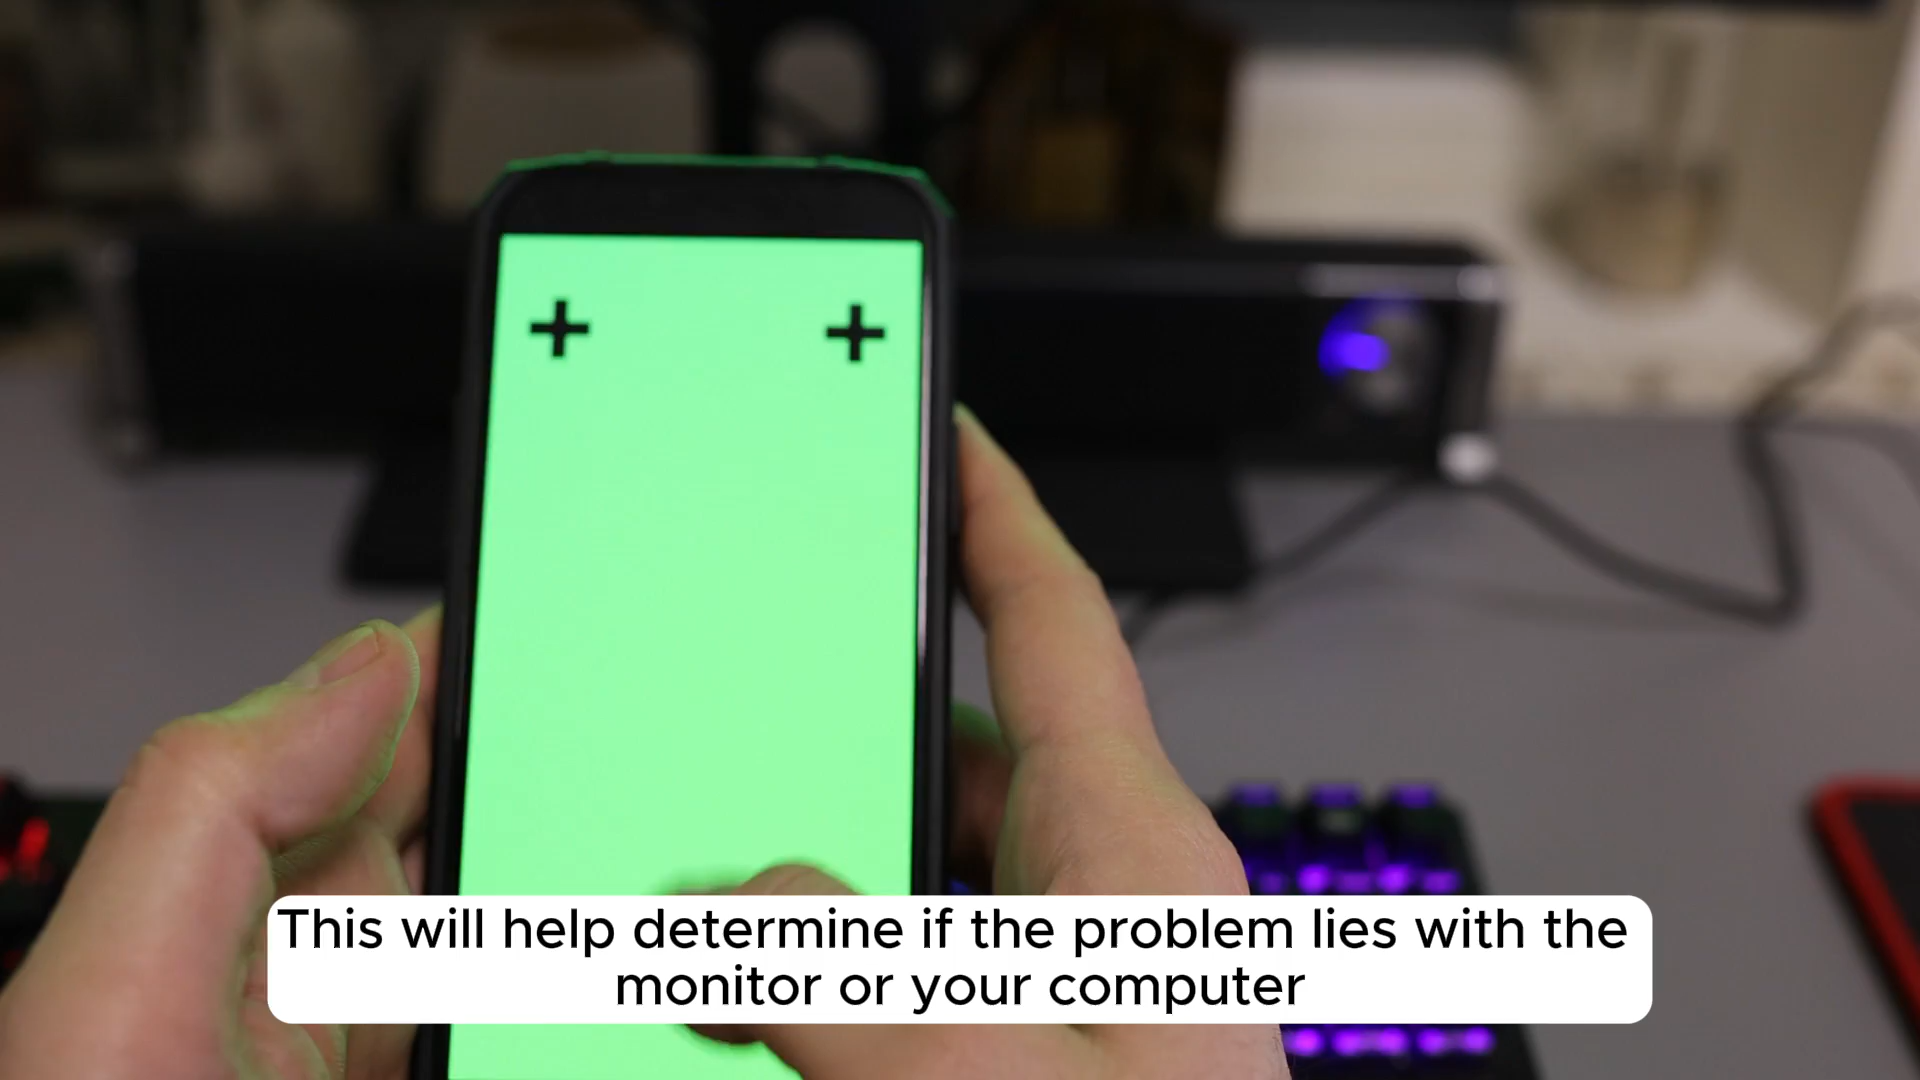 This will help determine if the problem lies with the
monitor or your computer